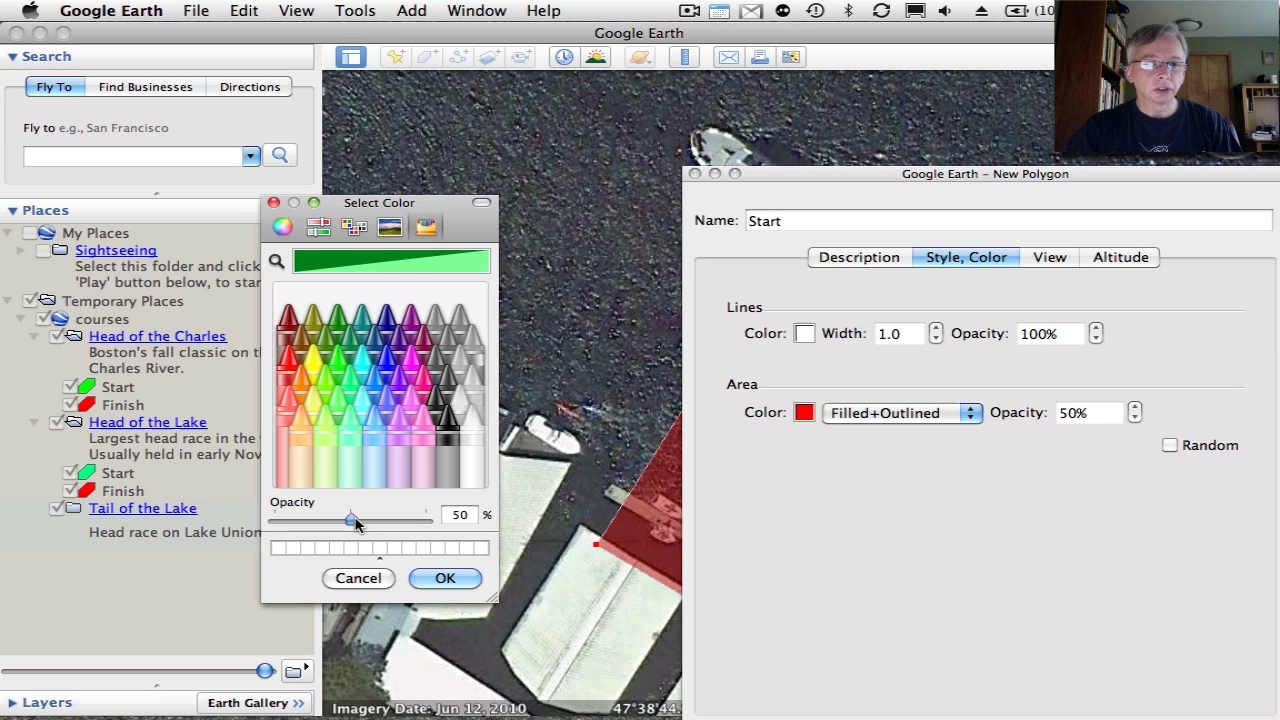 Google Earth File Edit View Tools Add Window Help (10
Google Earth
Search
Fly To Find Businesses Directions
Fly to e.g., San Francisco
Places
My Places
Sightseeing
Select this folder and click
'Play' button below, to star
Temporary Places
courses
Head of the Charles
Boston's fall classic on t
Charles River.
Start
Finish
Head of the Lake
Largest head race in the
Usually held in early Nov
Start
Finish
Tail of the Lake
Head race on Lake Union
Layers Earth Gallery >>
Select Color
Opacity
50 %
Cancel OK
Imagery Date: Jun 12, 2010 47°38'44.
Google Earth - New Polygon
Name: Start
Description Style, Color View Altitude
Lines
Color: Width: 1.0 Opacity: 100%
Area
Color: Filled+Outlined Opacity: 50%
Random